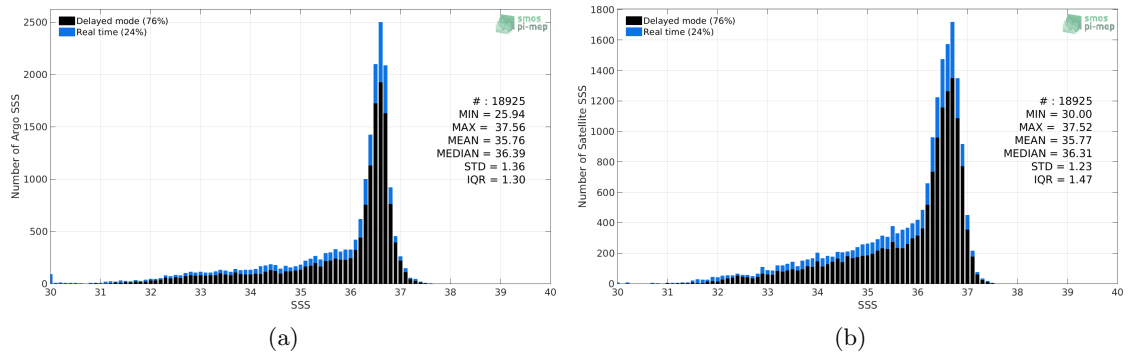 Delayed mode (76%)
Real time (24%)
smos
pi-mep
# : 18925
MIN = 25.94
MAX = 37.56
MEAN = 35.76
MEDIAN = 36.39
STD = 1.36
IQR = 1.30
Number of Argo SSS
2500
2000
1500
1000
500
0
30 31 32 33 34 35 36 37 38 39 40
SSS
(a)
Delayed mode (76%)
Real time (24%)
smos
pi-mep
# : 18925
MIN = 30.00
MAX = 37.52
MEAN = 35.77
MEDIAN = 36.31
STD = 1.23
IQR = 1.47
Number of Satellite SSS
1800
1600
1400
1200
1000
800
600
400
200
0
30 31 32 33 34 35 36 37 38 39 40
SSS
(b)